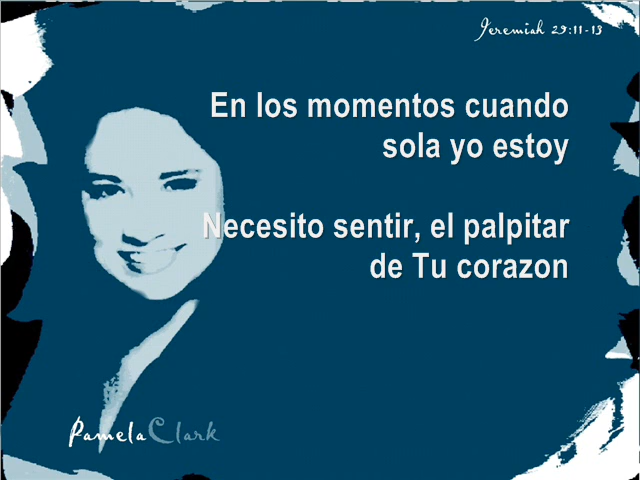 Jeremiah 29:11-13
En los momentos cuando
sola yo estoy
Necesito sentir, el palpitar
de Tu corazon
Pamela Clark